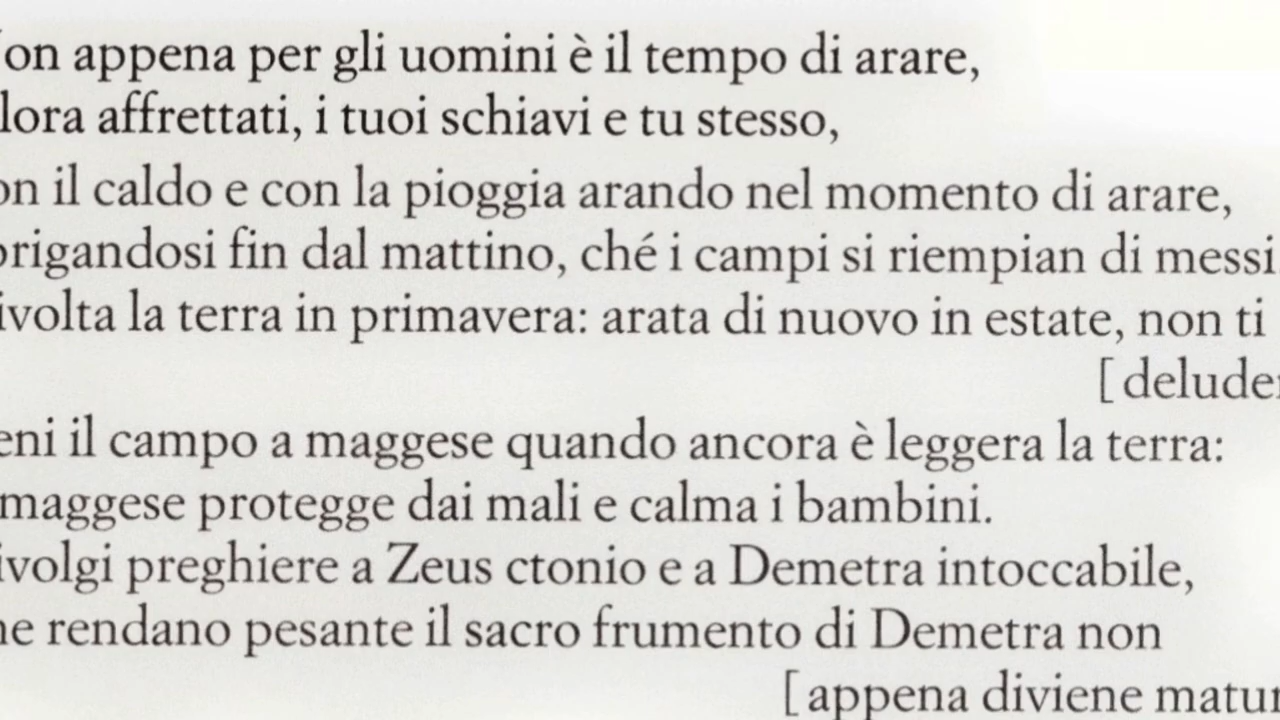 on appena per gli uomini è il tempo di arare,
lora affrettati, i tuoi schiavi e tu stesso,
on il caldo e con la pioggia arando nel momento di arare,
brigandosi fin dal mattino, ché i campi si riempian di messi.
ivolta la terra in primavera: arata di nuovo in estate, non ti
[ deluder
eni il campo a maggese quando ancora è leggera la terra:
maggese protegge dai mali e calma i bambini.
ivolgi preghiere a Zeus ctonio e a Demetra intoccabile,
he rendano pesante il sacro frumento di Demetra non
[ appena diviene matur